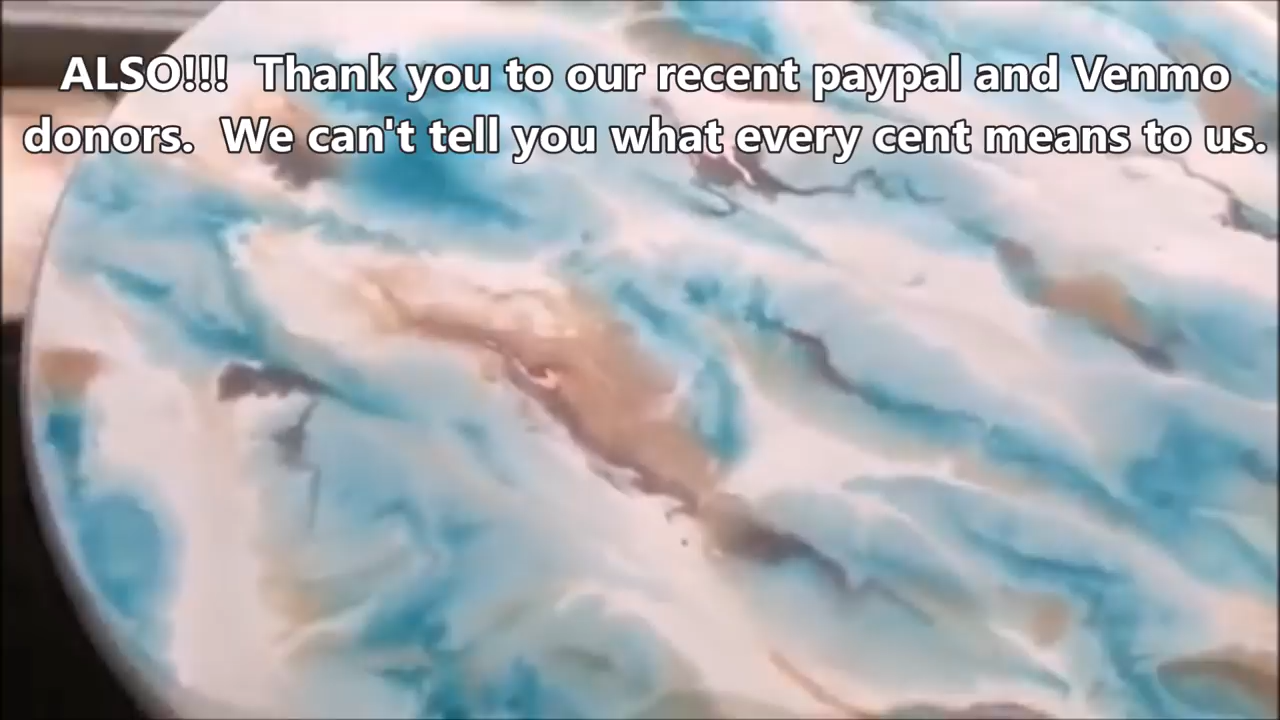 ALSO!!!  Thank you to our recent paypal and Venmo
donors.  We can't tell you what every cent means to us.